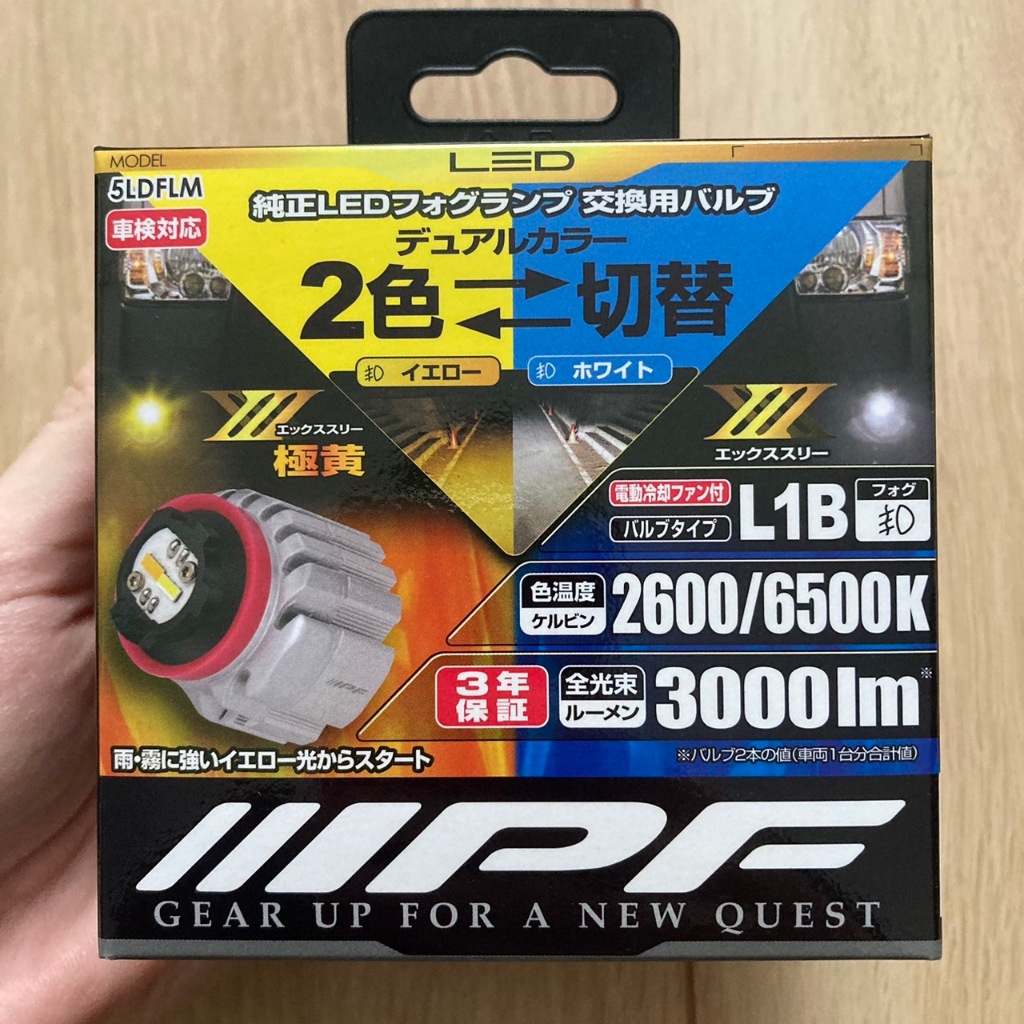 MODEL
LED
5LDFLM
車検対応
純正LEDフォグランプ 交換用バルブ
デュアルカラー
2色 切替
イエロー
ホワイト
エックススリー
極黄
エックススリー
電動冷却ファン付
バルブタイプ
L1B
フォグ
色温度
ケルビン
2600/6500K
3年
保証
全光束
ルーメン
3000lm※
IPF
雨・霧に強いイエロー光からスタート
※バルブ2本の値(車両1台分合計値)
IPF
GEAR UP FOR A NEW QUEST